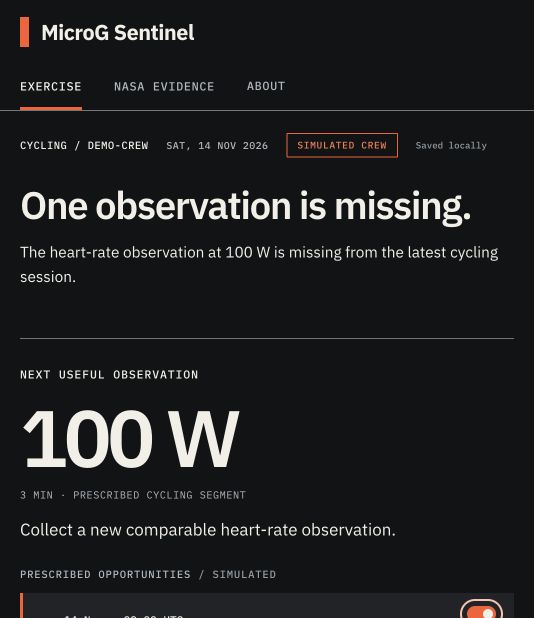 MicroG Sentinel
EXERCISE NASA EVIDENCE ABOUT
CYCLING / DEMO-CREW SAT, 14 NOV 2026 SIMULATED CREW Saved locally
One observation is missing.
The heart-rate observation at 100 W is missing from the latest cycling
session.
NEXT USEFUL OBSERVATION
100 W
3 MIN · PRESCRIBED CYCLING SEGMENT
Collect a new comparable heart-rate observation.
PRESCRIBED OPPORTUNITIES / SIMULATED